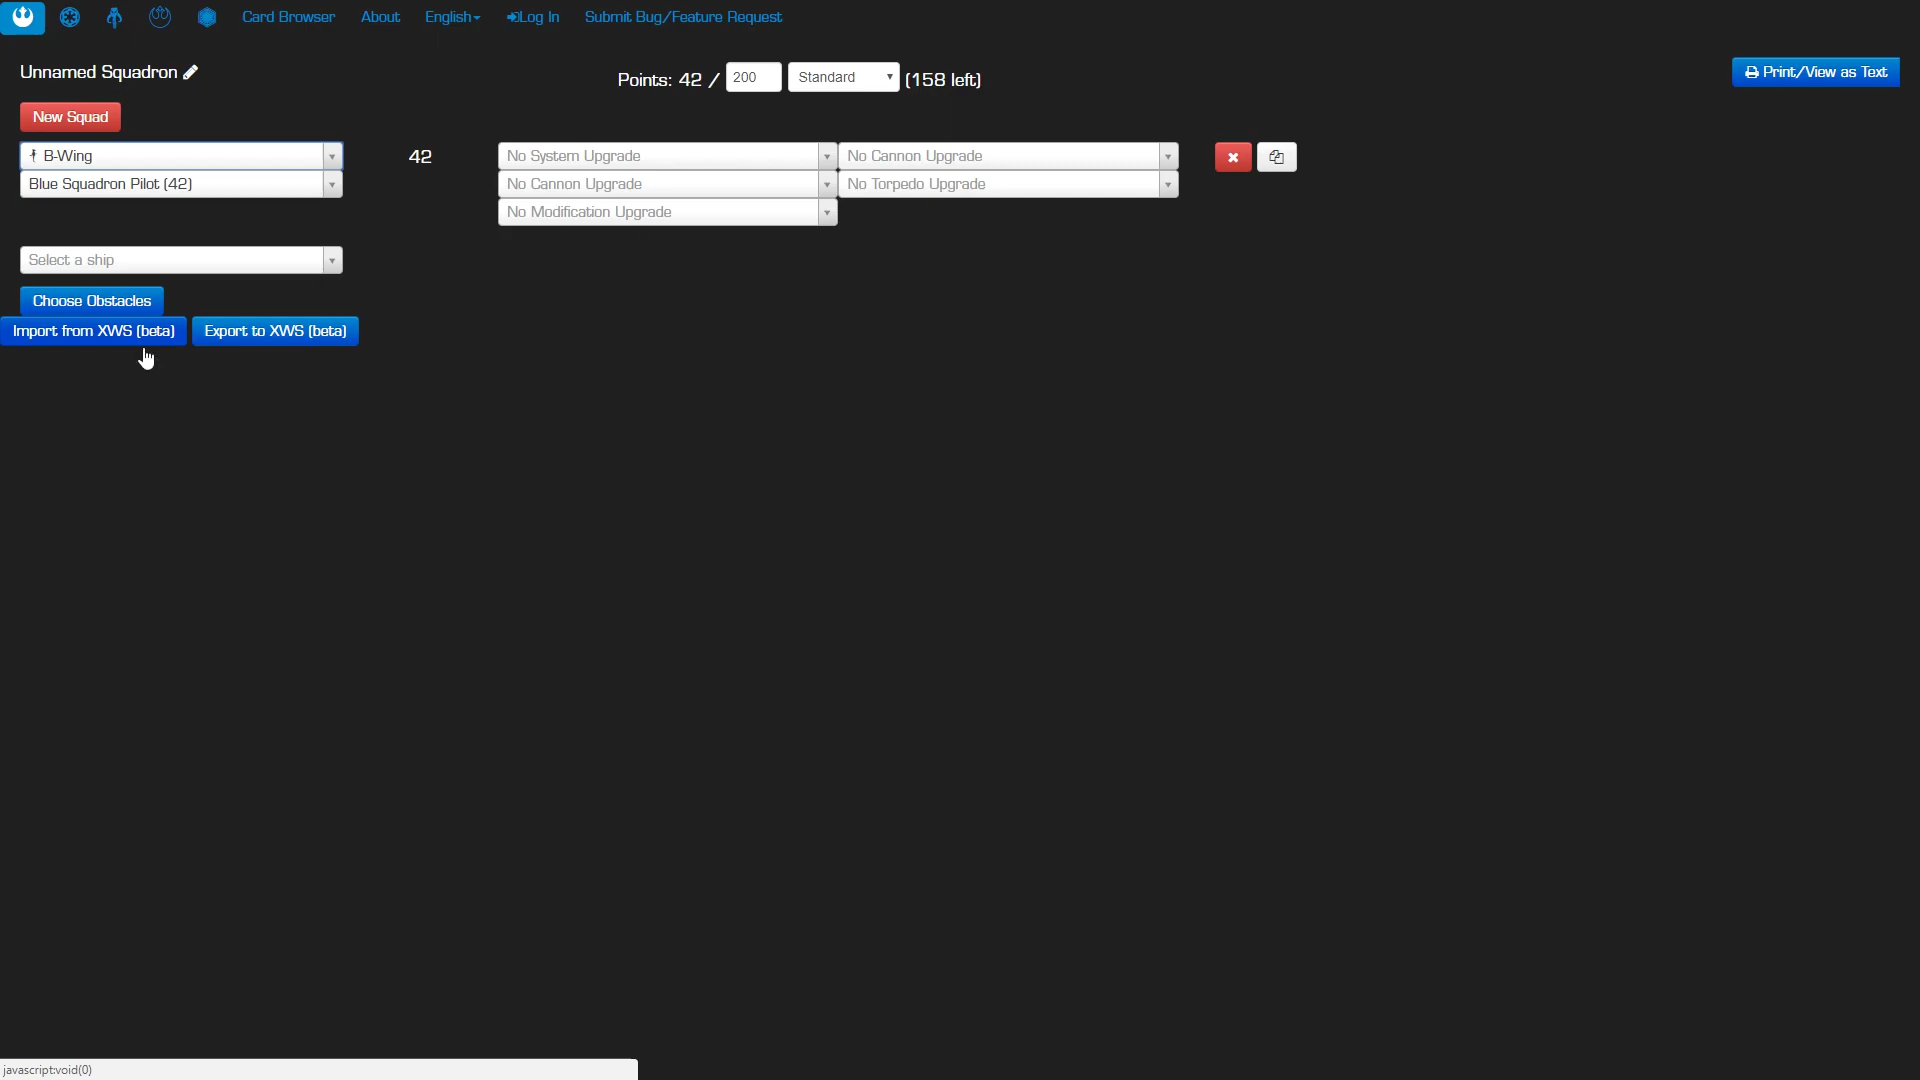 Card Browser About English Log In Submit Bug/Feature Request
Unnamed Squadron
Points: 42 / 200 Standard (158 left)
Print/View as Text
New Squad
B-Wing 42 No System Upgrade No Cannon Upgrade
Blue Squadron Pilot (42) No Cannon Upgrade No Torpedo Upgrade
No Modification Upgrade
Select a ship
Choose Obstacles
Import from XWS (beta) Export to XWS (beta)
javascript:void(0)